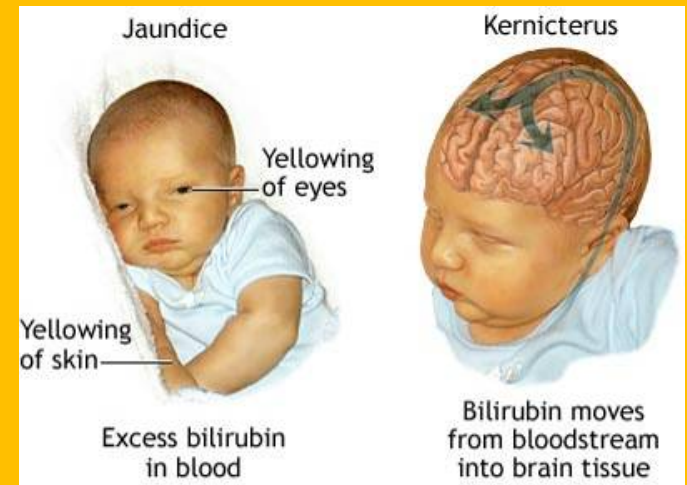 Jaundice
Yellowing
of eyes
Yellowing
of skin
Excess bilirubin
in blood
Kernicterus
Bilirubin moves
from bloodstream
into brain tissue